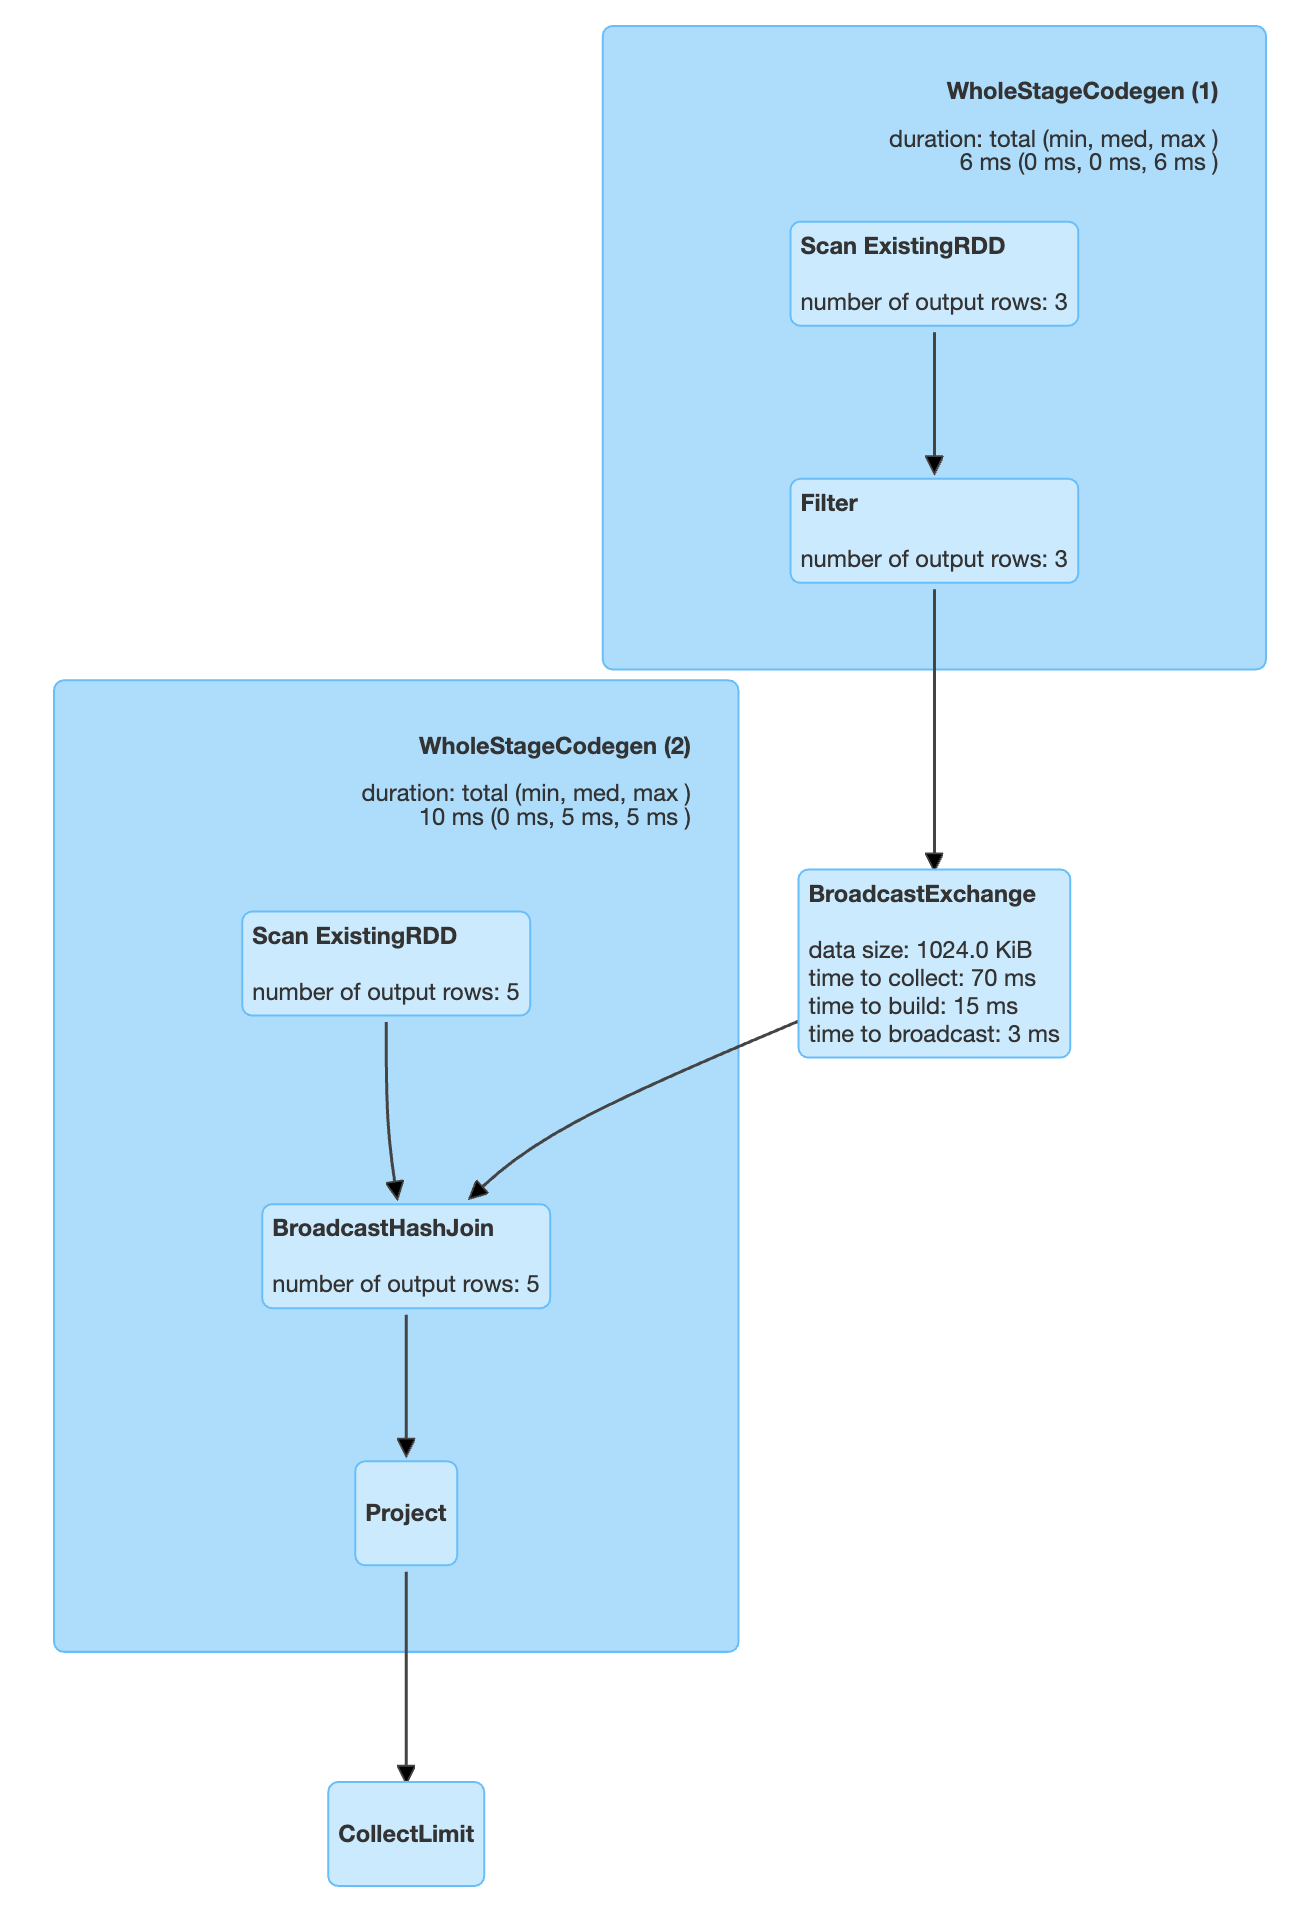 WholeStageCodegen (1)
duration: total (min, med, max )
6 ms (0 ms, 0 ms, 6 ms )
Scan ExistingRDD
number of output rows: 3
Filter
number of output rows: 3
WholeStageCodegen (2)
duration: total (min, med, max )
10 ms (0 ms, 5 ms, 5 ms )
BroadcastExchange
data size: 1024.0 KiB
time to collect: 70 ms
time to build: 15 ms
time to broadcast: 3 ms
Scan ExistingRDD
number of output rows: 5
BroadcastHashJoin
number of output rows: 5
Project
CollectLimit